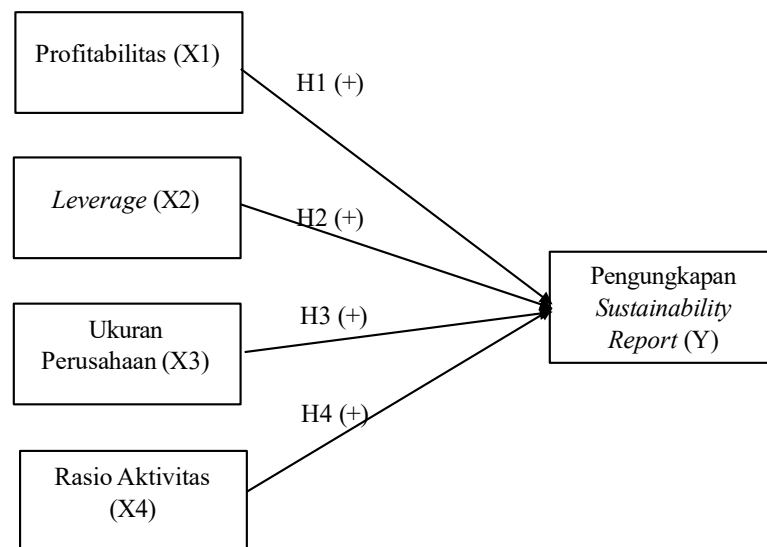 Profitabilitas (X1)
H1 (+)
Leverage (X2)
H2 (+)
Ukuran
Perusahaan (X3)
H3 (+)
Pengungkapan
Sustainability
Report (Y)
H4 (+)
Rasio Aktivitas
(X4)